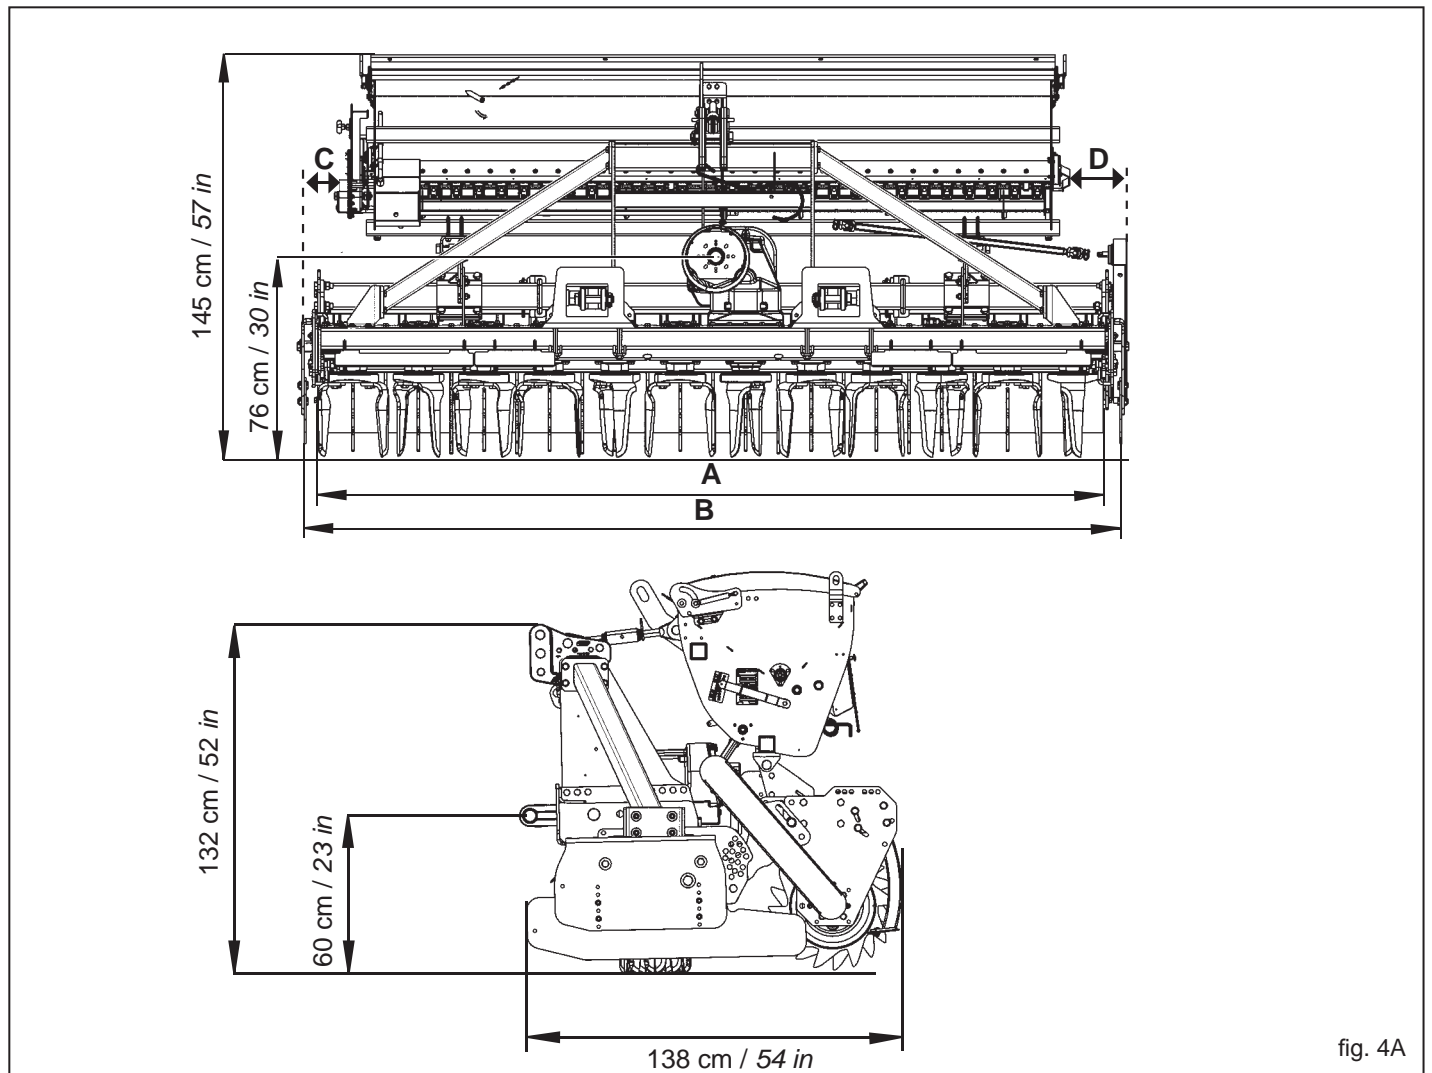 C
D
145 cm / 57 in
76 cm / 30 in
A
B
132 cm / 52 in
60 cm / 23 in
138 cm / 54 in
fig. 4A